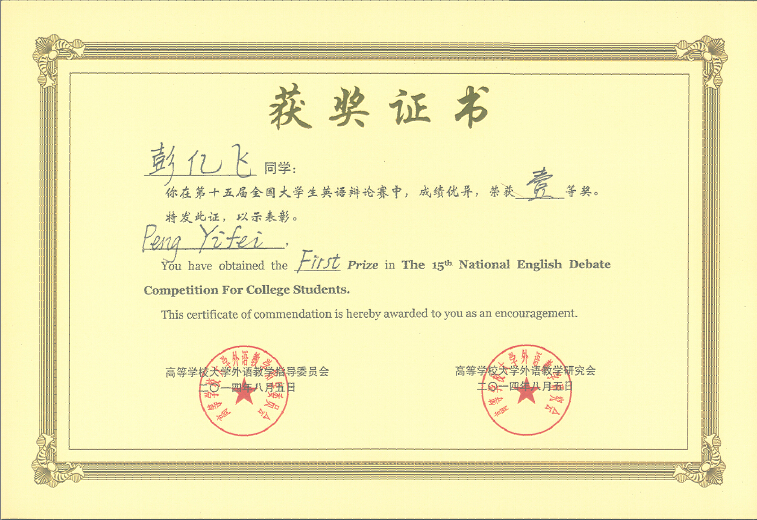 获奖证书
彭亿飞 同学：
你在第十五届全国大学生英语辩论赛中，成绩优异，荣获 壹 等奖。
特发此证，以示表彰。
Peng Yifei .
You have obtained the First Prize in The 15th National English Debate
Competition For College Students.
This certificate of commendation is hereby awarded to you as an encouragement.
高等学校大学外语教学指导委员会
二〇一四年八月五日
高等学校大学外语教学研究会
二〇一四年八月五日